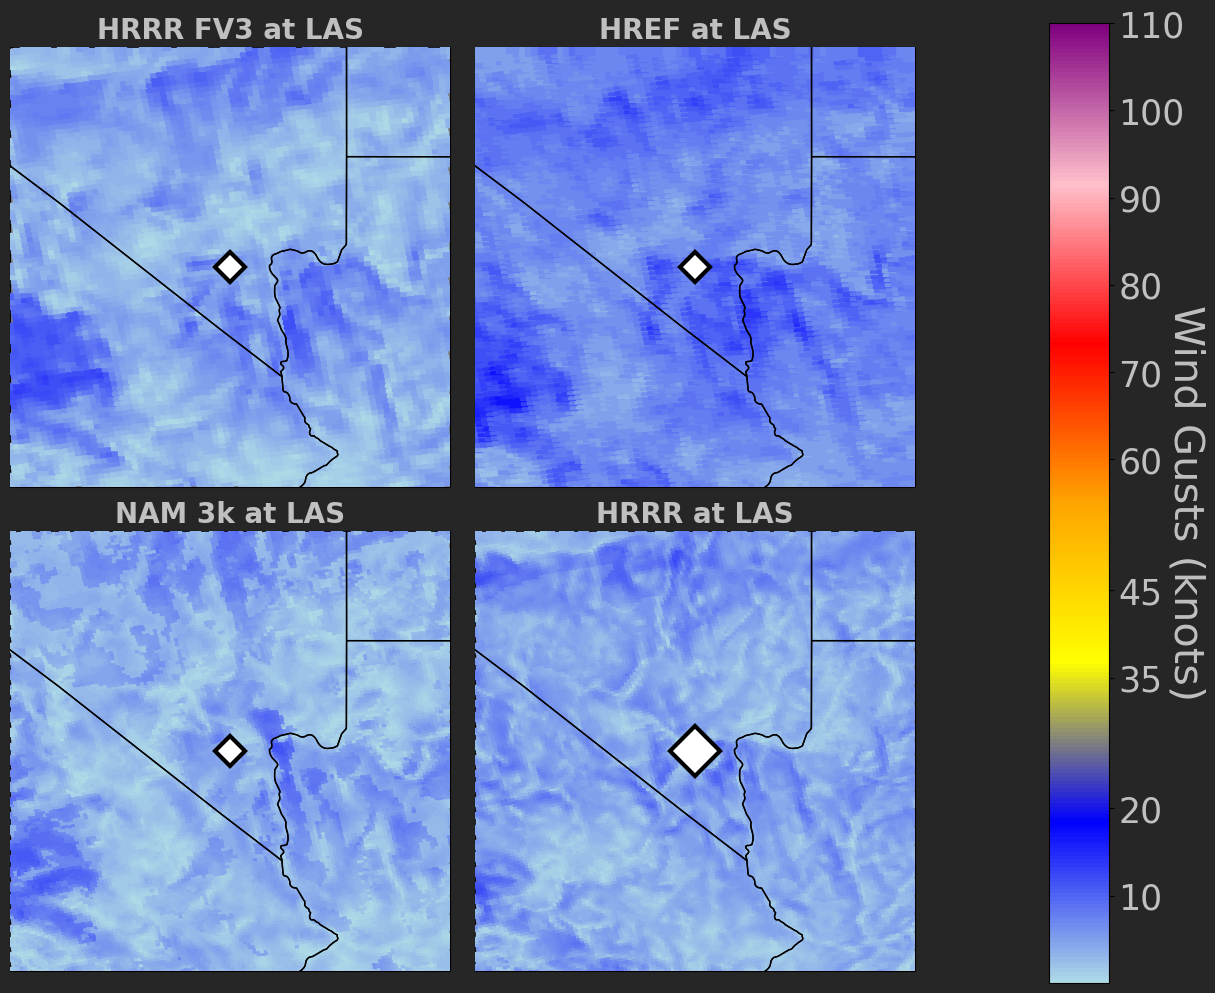 HRRR FV3 at LAS
HREF at LAS
NAM 3k at LAS
HRRR at LAS
110
100
90
80
70
60
45
35
20
10
Wind Gusts (knots)